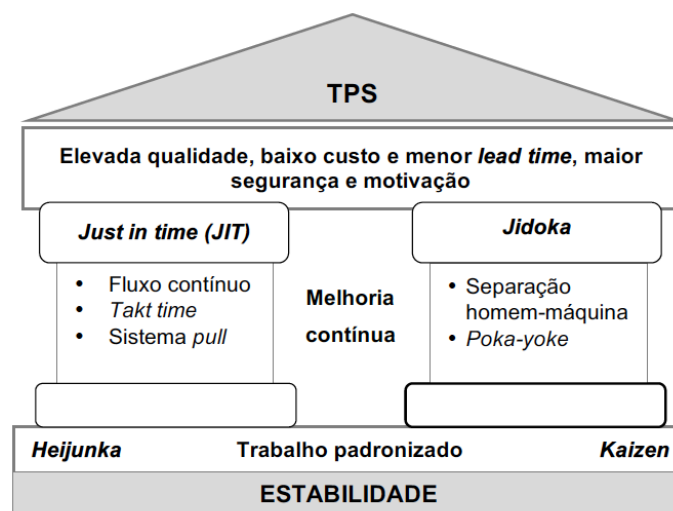 TPS
Elevada qualidade, baixo custo e menor lead time, maior
segurança e motivação
Just in time (JIT)
• Fluxo contínuo
• Takt time
• Sistema pull
Melhoria
contínua
Jidoka
• Separação
homem-máquina
• Poka-yoke
Heijunka Trabalho padronizado Kaizen
ESTABILIDADE